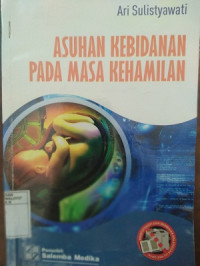 Ari Sulistyawati
ASUHAN KEBIDANAN
PADA MASA KEHAMILAN
Penerbit
Salemba Medika